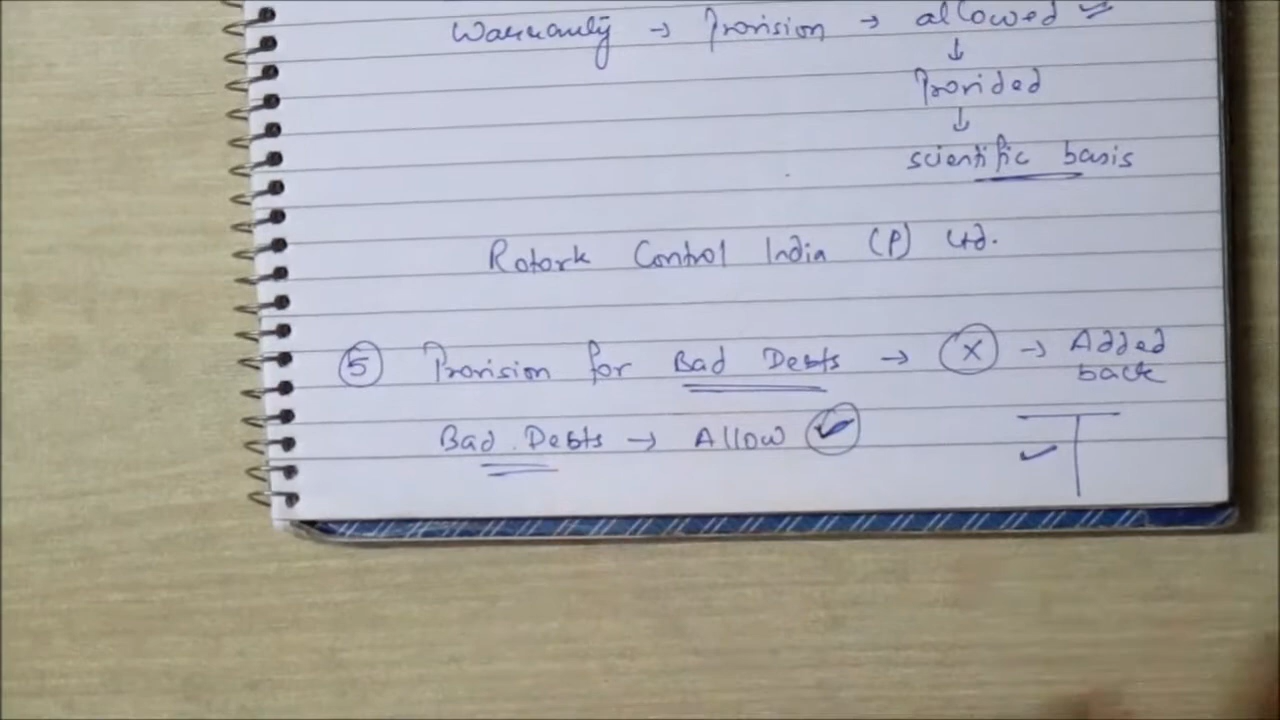 Warranty → Provision → allowed
↓
Provided
↓
scientific basis
Rotork Control India (P) Ltd.
⑤ Provision for Bad Debts → ⓧ → Added
back
Bad Debts → Allow ✓
✓